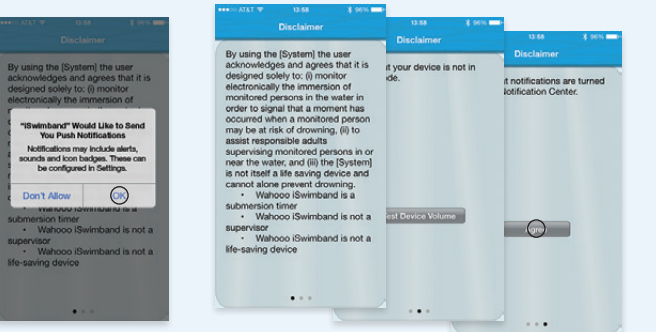 AT&T 13:58 96%
Disclaimer
By using the [System] the user
acknowledges and agrees that it is
designed solely to: (i) monitor
electronically the immersion of
"iSwimband" Would Like to Send
You Push Notifications
Notifications may include alerts,
sounds and icon badges. These can
be configured in Settings.
Don't Allow
OK
• Wahooo iSwimband is a
submersion timer
• Wahooo iSwimband is not a
supervisor
• Wahooo iSwimband is not a
life-saving device
AT&T 13:58 96%
Disclaimer
By using the [System] the user
acknowledges and agrees that it is
designed solely to: (i) monitor
electronically the immersion of
monitored persons in the water in
order to signal that a moment has
occurred when a monitored person
may be at risk of drowning, (ii) to
assist responsible adults
supervising monitored persons in or
near the water, and (iii) the [System]
is not itself a life saving device and
cannot alone prevent drowning.
• Wahooo iSwimband is a
submersion timer
• Wahooo iSwimband is not a
supervisor
• Wahooo iSwimband is not a
life-saving device
13:58 96%
Disclaimer
your device is not in
Device Volume
13:58 96%
Disclaimer
notifications are turned
Notification Center.
Agree